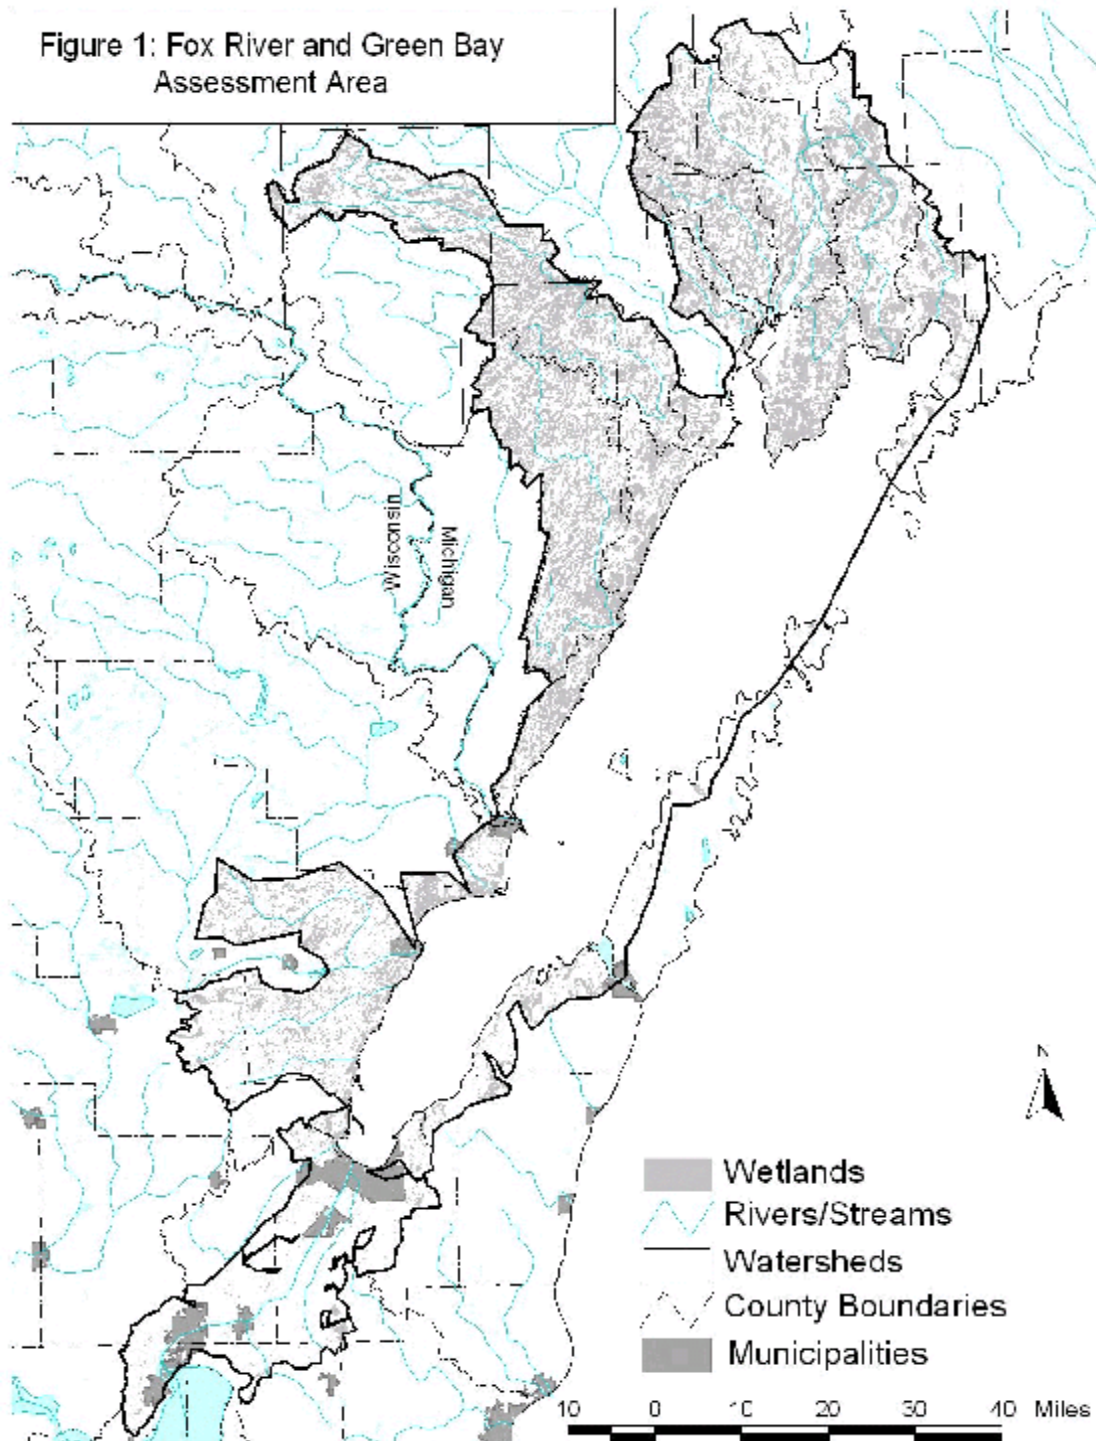 Figure 1: Fox River and Green Bay
Assessment Area
Wisconsin
Michigan
N
Wetlands
Rivers/Streams
Watersheds
County Boundaries
Municipalities
10 0 10 20 30 40 Miles